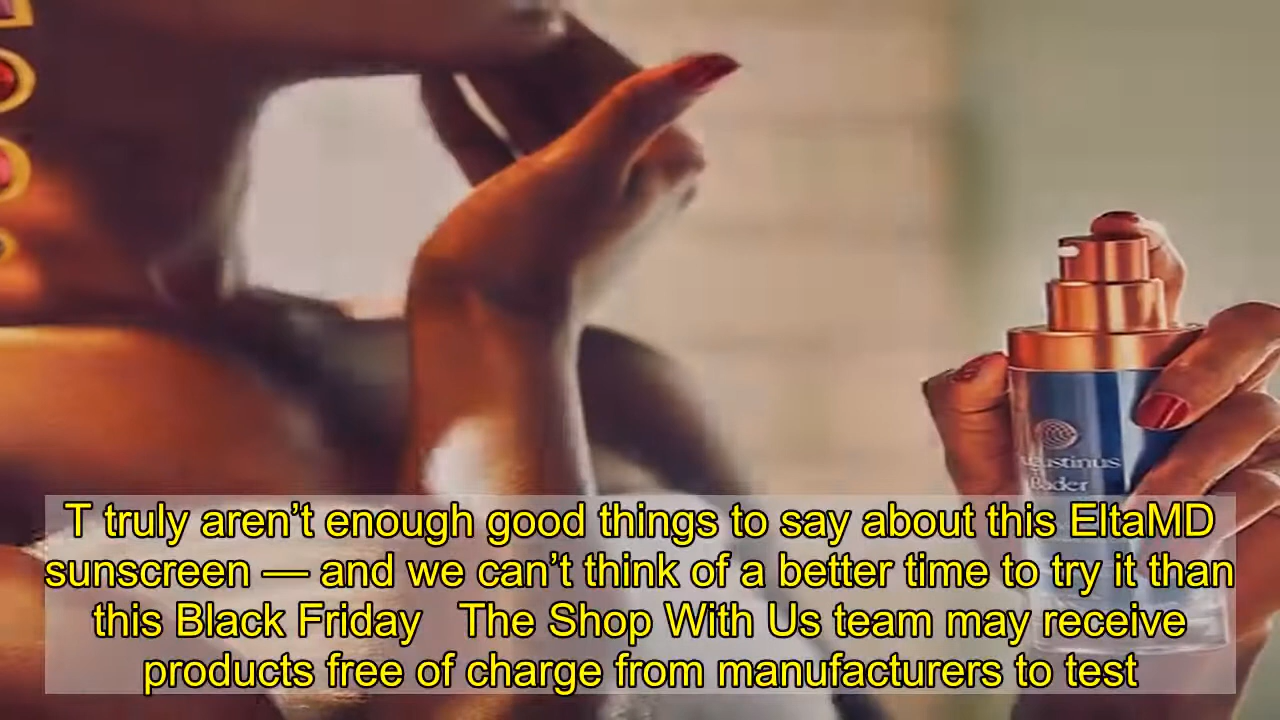 Augustinus
Bader
T truly aren’t enough good things to say about this EltaMD
sunscreen — and we can’t think of a better time to try it than
this Black Friday   The Shop With Us team may receive
products free of charge from manufacturers to test